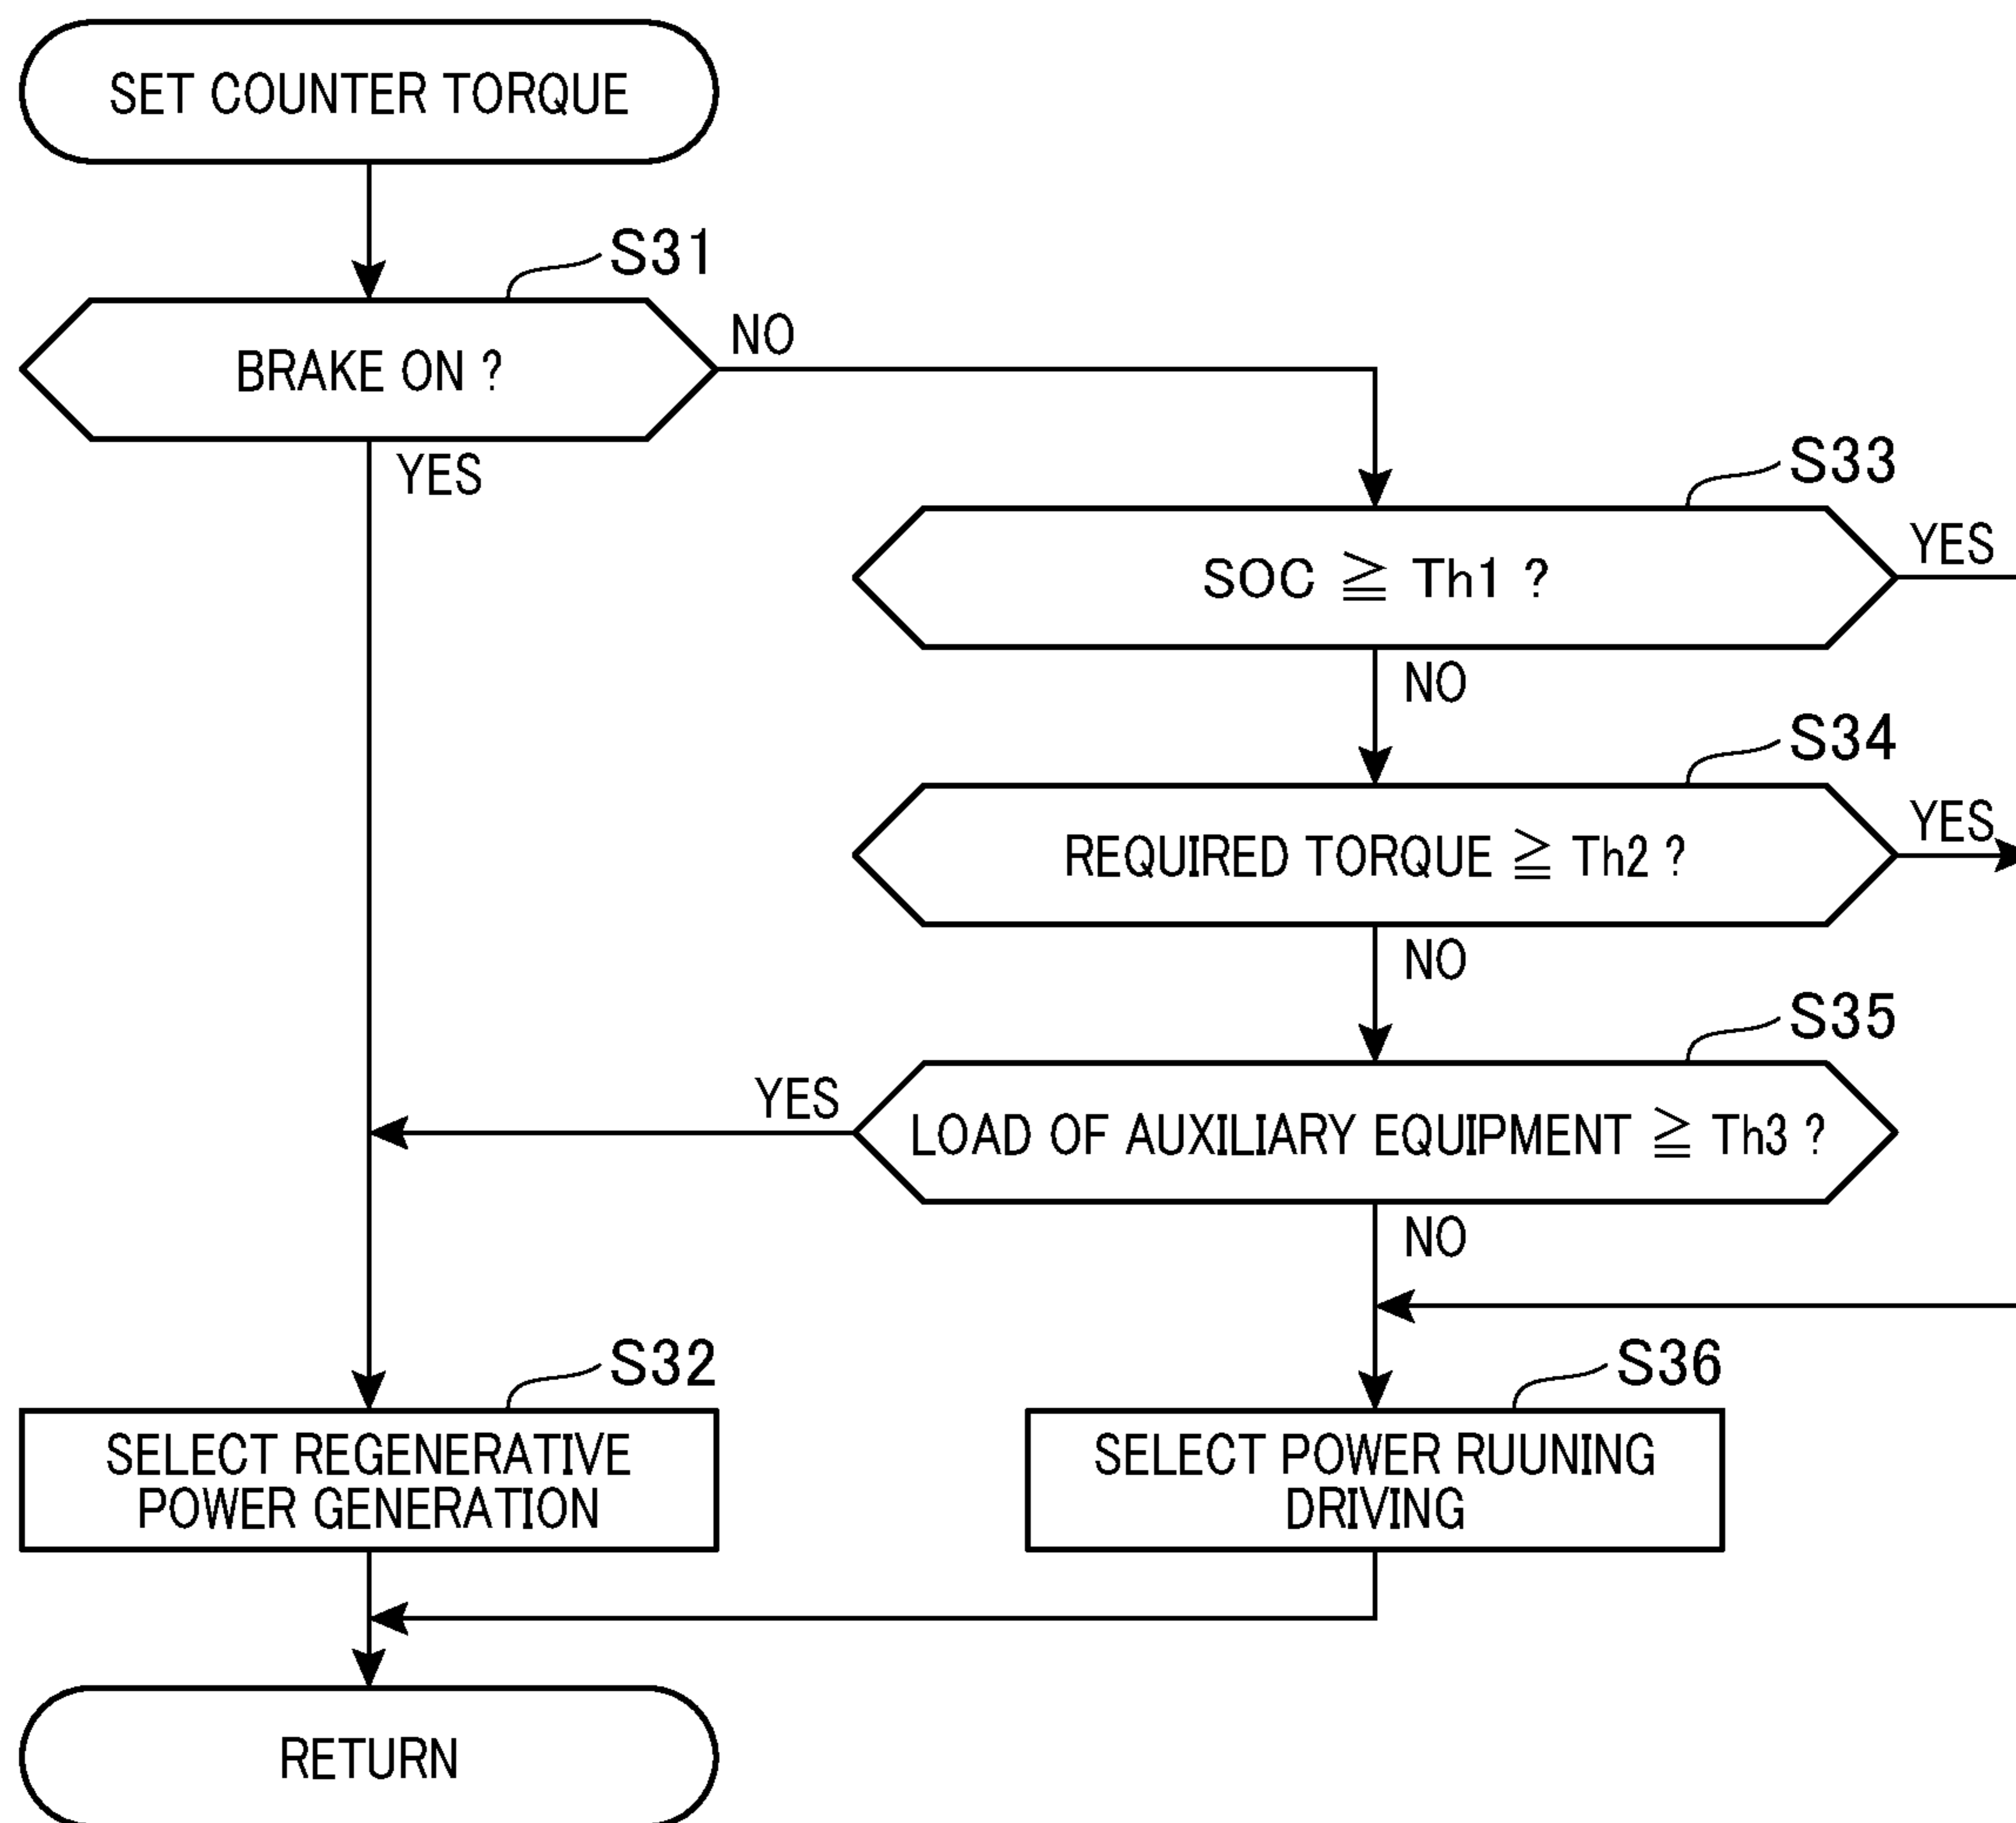 SET COUNTER TORQUE
S31
BRAKE ON ?
NO
YES
S33
SOC ≧ Th1 ?
YES
NO
S34
REQUIRED TORQUE ≧ Th2 ?
YES
NO
S35
LOAD OF AUXILIARY EQUIPMENT ≧ Th3 ?
YES
NO
S32
SELECT REGENERATIVE
POWER GENERATION
S36
SELECT POWER RUUNING
DRIVING
RETURN